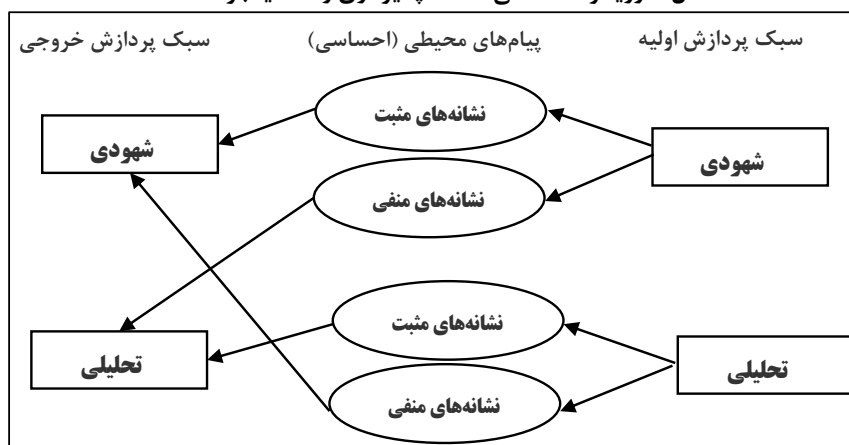 سبک پردازش اولیه
پیام‌های محیطی (احساسی)
سبک پردازش خروجی
نشانه‌های مثبت
شهودی
شهودی
نشانه‌های منفی
نشانه‌های مثبت
تحلیلی
تحلیلی
نشانه‌های منفی